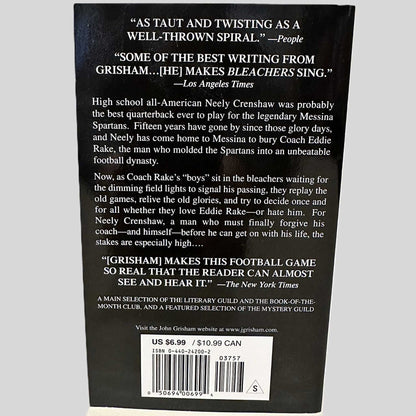 “AS TAUT AND TWISTING AS A
WELL-THROWN SPIRAL.” —People
“SOME OF THE BEST WRITING FROM
GRISHAM…[HE] MAKES BLEACHERS SING.”
—Los Angeles Times
High school all-American Neely Crenshaw was probably
the best quarterback ever to play for the legendary Messina
Spartans. Fifteen years have gone by since those glory days,
and Neely has come home to Messina to bury Coach Eddie
Rake, the man who molded the Spartans into an unbeatable
football dynasty.
Now, as Coach Rake’s “boys” sit in the bleachers waiting for
the dimming field lights to signal his passing, they replay the
old games, relive the old glories, and try to decide once and
for all whether they love Eddie Rake—or hate him. For
Neely Crenshaw, a man who must finally forgive his
coach—and himself—before he can get on with his life, the
stakes are especially high….
“[GRISHAM] MAKES THIS FOOTBALL GAME
SO REAL THAT THE READER CAN ALMOST
SEE AND HEAR IT.” —The New York Times
A MAIN SELECTION OF THE LITERARY GUILD AND THE BOOK-OF-THE-
MONTH CLUB, AND A FEATURED SELECTION OF THE MYSTERY GUILD
Visit the John Grisham website at www.jgrisham.com
US $6.99 / $10.99 CAN
ISBN 0-440-24200-2
03757
S
0 50694 00699 4